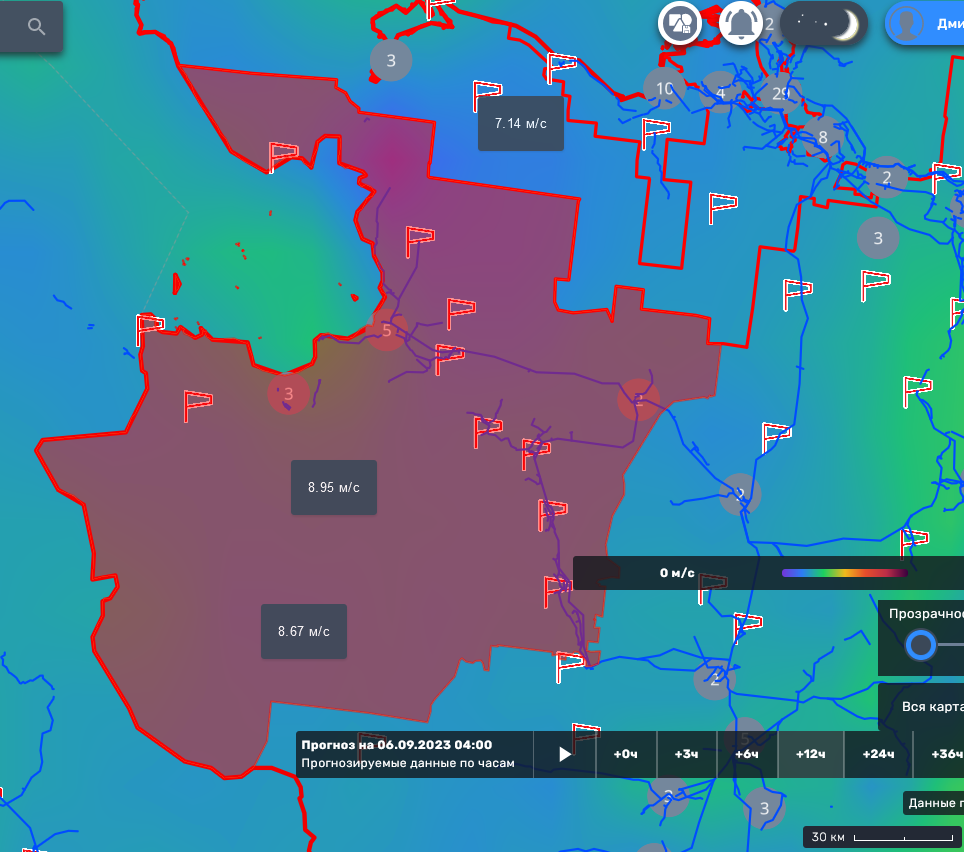 2
Дми
3
10
4
29
8
7.14 м/с
2
3
5
3
2
8.95 м/с
2
0 м/с
8.67 м/с
Прозрачно
2
Вся карта
5
Прогноз на 06.09.2023 04:00
Прогнозируемые данные по часам
+0ч
+3ч
+6ч
+12ч
+24ч
+36ч
3
Данные п
30 км